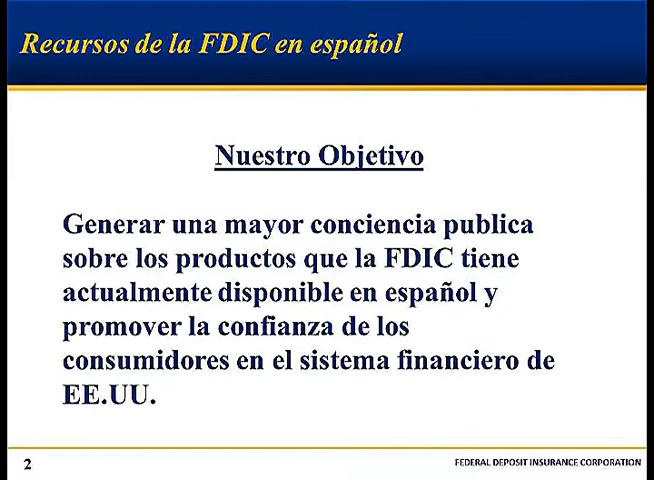 Recursos de la FDIC en español
Nuestro Objetivo
Generar una mayor conciencia publica
sobre los productos que la FDIC tiene
actualmente disponible en español y
promover la confianza de los
consumidores en el sistema financiero de
EE.UU.
2
FEDERAL DEPOSIT INSURANCE CORPORATION